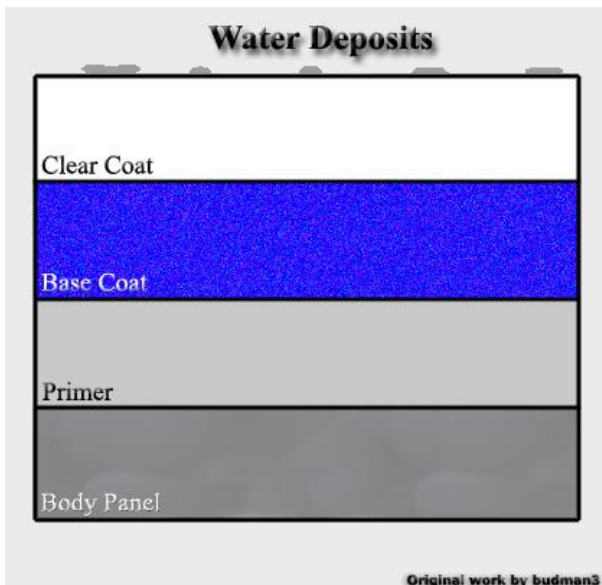 Water Deposits
Clear Coat
Base Coat
Primer
Body Panel
Original work by budman3